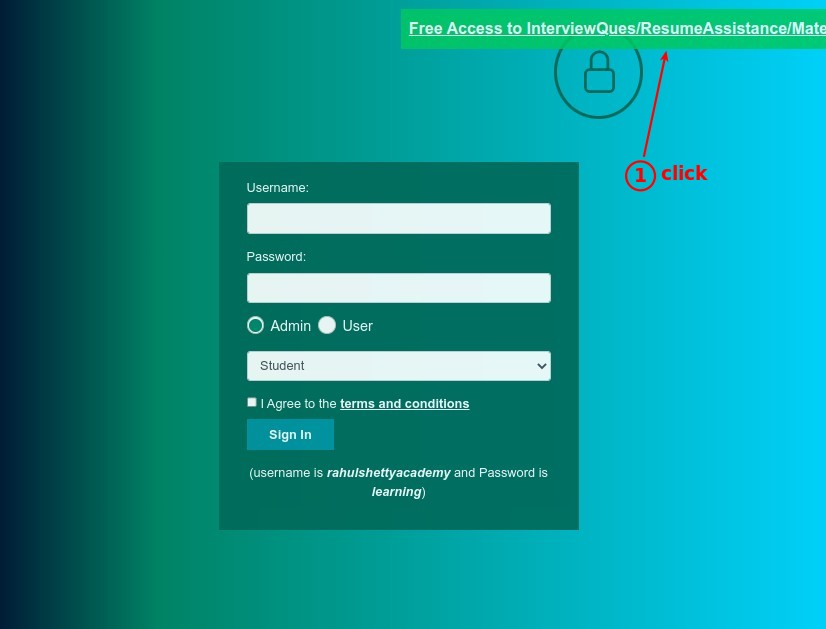 Free Access to InterviewQues/ResumeAssistance/Mate
1 click
Username:
Password:
Admin User
Student
I Agree to the terms and conditions
Sign In
(username is rahulshettyacademy and Password is
learning)